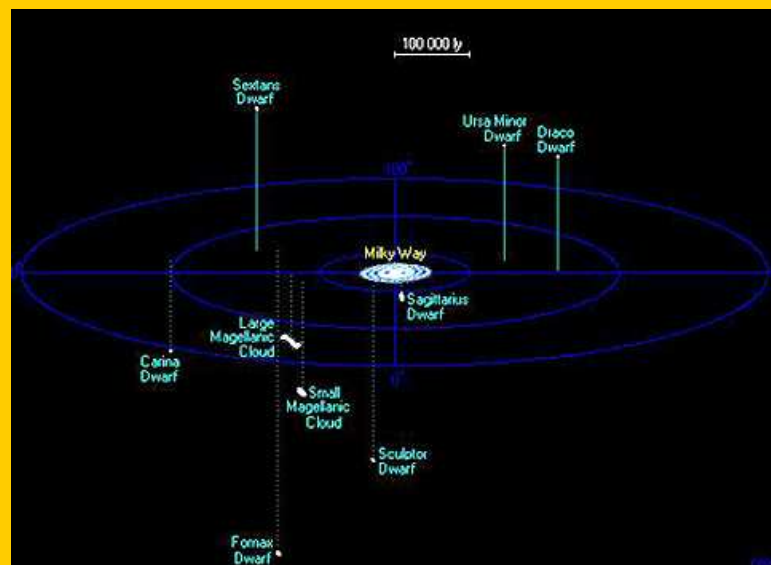 100 000 ly
Sextans
Dwarf
Ursa Minor
Dwarf
Draco
Dwarf
Milky Way
Sagittarius
Dwarf
Large
Magellanic
Cloud
Carina
Dwarf
0°
Small
Magellanic
Cloud
Sculptor
Dwarf
Fornax
Dwarf